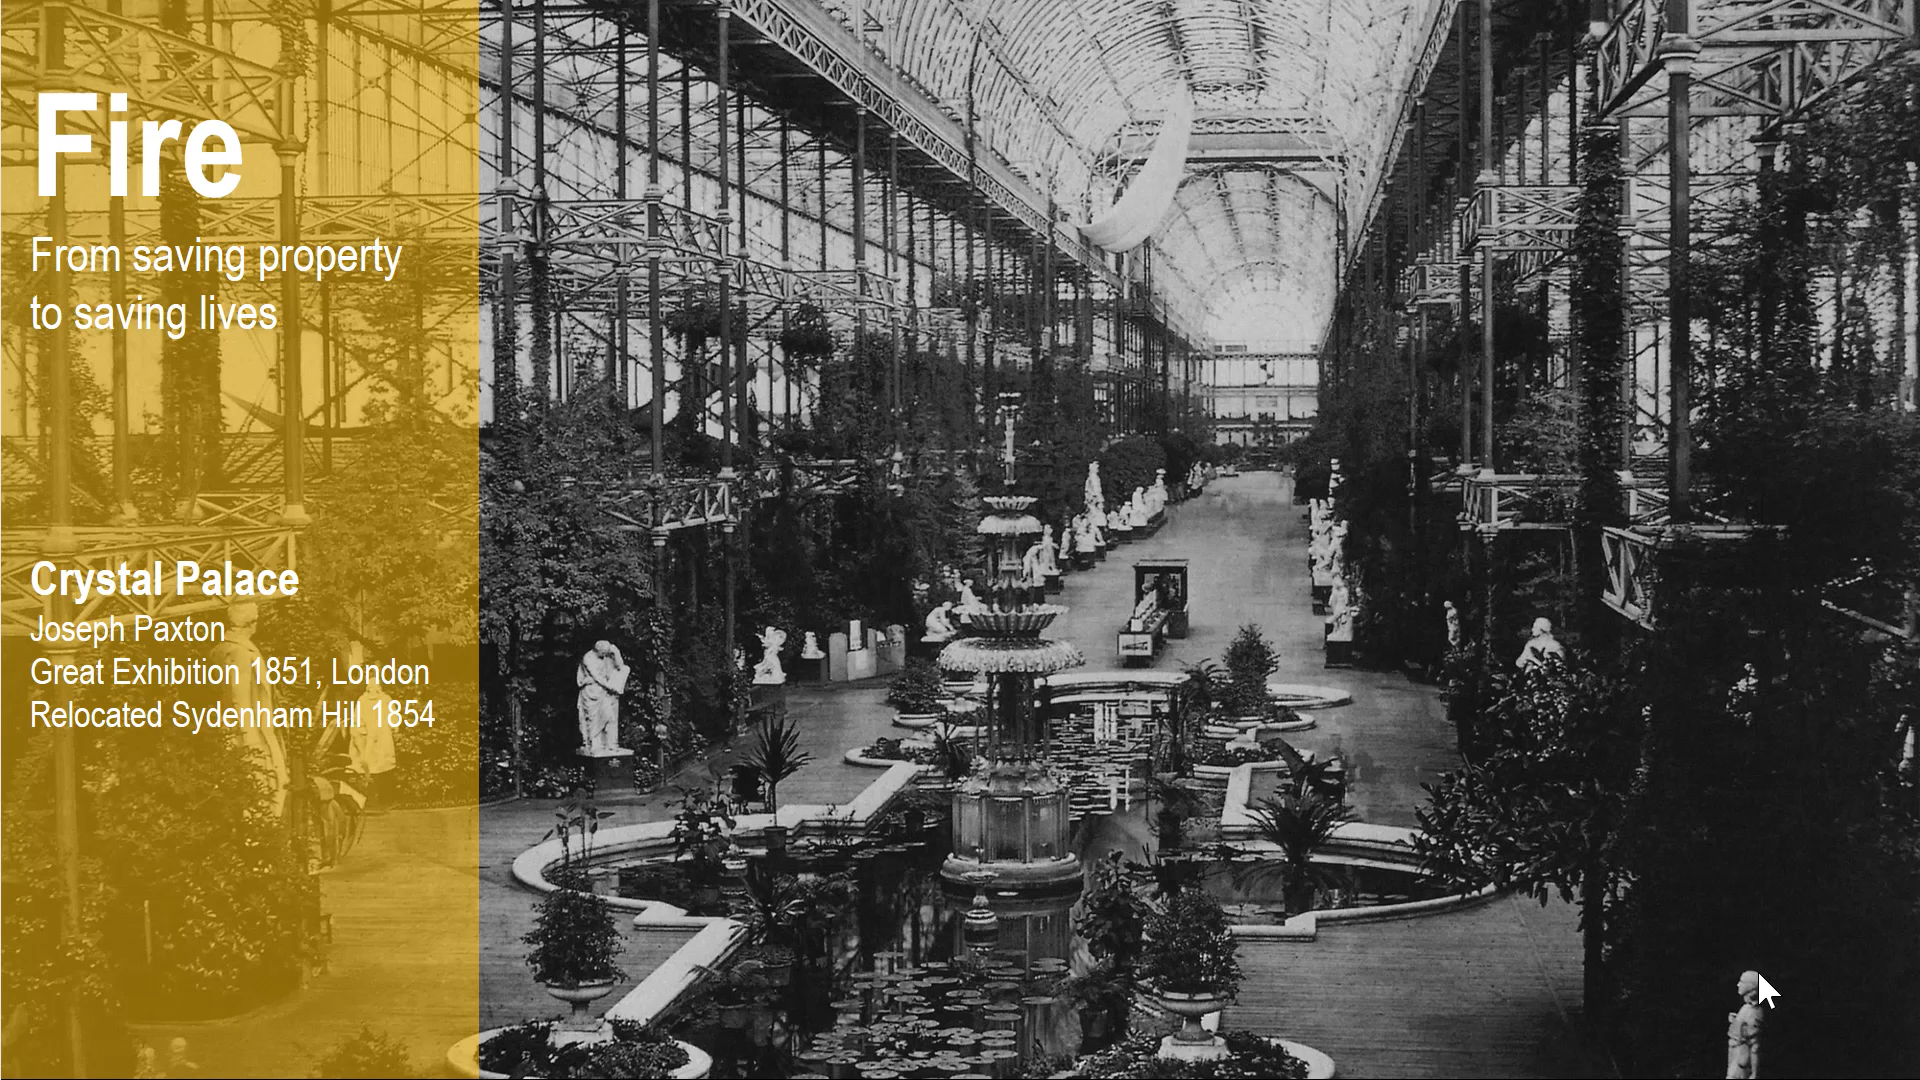 Fire
From saving property
to saving lives
Crystal Palace
Joseph Paxton
Great Exhibition 1851, London
Relocated Sydenham Hill 1854